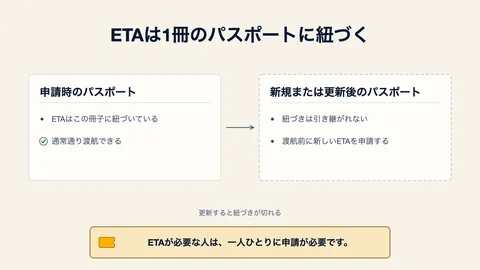 ETAは1冊のパスポートに紐づく
申請時のパスポート
• ETAはこの冊子に紐づいている
通常通り渡航できる
新規または更新後のパスポート
• 紐づきは引き継がれない
• 渡航前に新しいETAを申請する
更新すると紐づきが切れる
ETAが必要な人は、一人ひとりに申請が必要です。